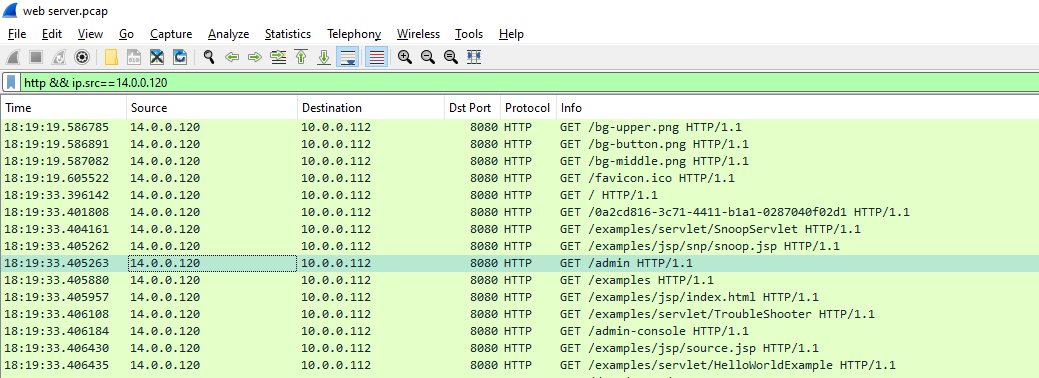 web server.pcap
File Edit View Go Capture Analyze Statistics Telephony Wireless Tools Help
http && ip.src==14.0.0.120
Time Source Destination Dst Port Protocol Info
18:19:19.586785 14.0.0.120 10.0.0.112 8080 HTTP GET /bg-upper.png HTTP/1.1
18:19:19.586891 14.0.0.120 10.0.0.112 8080 HTTP GET /bg-button.png HTTP/1.1
18:19:19.587082 14.0.0.120 10.0.0.112 8080 HTTP GET /bg-middle.png HTTP/1.1
18:19:19.605522 14.0.0.120 10.0.0.112 8080 HTTP GET /favicon.ico HTTP/1.1
18:19:33.396142 14.0.0.120 10.0.0.112 8080 HTTP GET / HTTP/1.1
18:19:33.401808 14.0.0.120 10.0.0.112 8080 HTTP GET /0a2cd816-3c71-4411-b1a1-0287040f02d1 HTTP/1.1
18:19:33.404161 14.0.0.120 10.0.0.112 8080 HTTP GET /examples/servlet/SnoopServlet HTTP/1.1
18:19:33.405262 14.0.0.120 10.0.0.112 8080 HTTP GET /examples/jsp/snp/snoop.jsp HTTP/1.1
18:19:33.405263 14.0.0.120 10.0.0.112 8080 HTTP GET /admin HTTP/1.1
18:19:33.405880 14.0.0.120 10.0.0.112 8080 HTTP GET /examples HTTP/1.1
18:19:33.405957 14.0.0.120 10.0.0.112 8080 HTTP GET /examples/jsp/index.html HTTP/1.1
18:19:33.406108 14.0.0.120 10.0.0.112 8080 HTTP GET /examples/servlet/TroubleShooter HTTP/1.1
18:19:33.406184 14.0.0.120 10.0.0.112 8080 HTTP GET /admin-console HTTP/1.1
18:19:33.406430 14.0.0.120 10.0.0.112 8080 HTTP GET /examples/jsp/source.jsp HTTP/1.1
18:19:33.406435 14.0.0.120 10.0.0.112 8080 HTTP GET /examples/servlet/HelloWorldExample HTTP/1.1